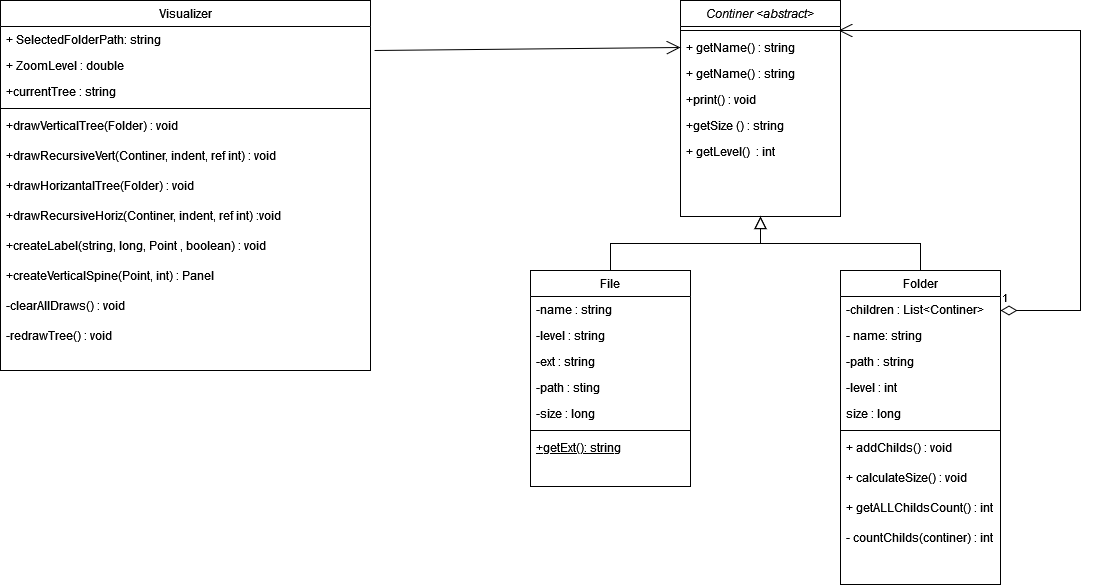 Visualizer
+ SelectedFolderPath: string
+ ZoomLevel : double
+currentTree : string
+drawVerticalTree(Folder) : void
+drawRecursiveVert(Continer, indent, ref int) : void
+drawHorizantalTree(Folder) : void
+drawRecursiveHoriz(Continer, indent, ref int) :void
+createLabel(string, long, Point , boolean) : void
+createVerticalSpine(Point, int) : Panel
-clearAllDraws() : void
-redrawTree() : void
Continer <abstract>
+ getName() : string
+ getName() : string
+print() : void
+getSize () : string
+ getLevel()  : int
File
-name : string
-level : string
-ext : string
-path : sting
-size : long
+getExt(): string
Folder
1
-children : List<Continer>
- name: string
-path : string
-level : int
size : long
+ addChilds() : void
+ calculateSize() : void
+ getALLChildsCount() : int
- countChilds(continer) : int